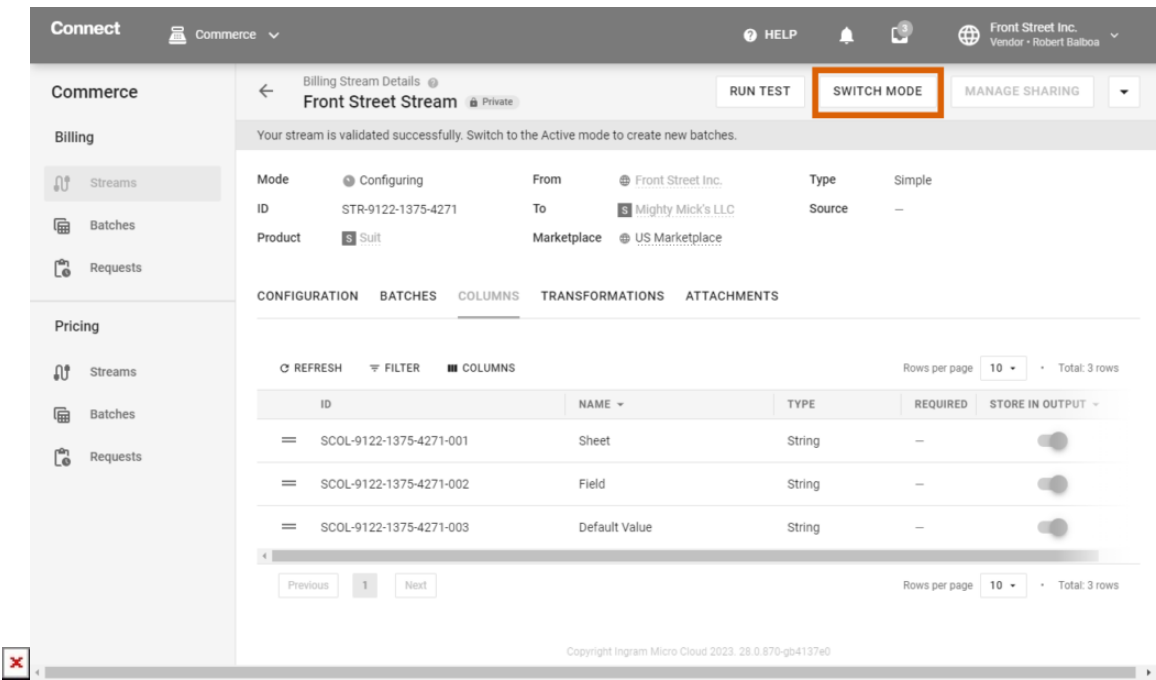 Connect
Commerce
HELP
3
Front Street Inc.
Vendor • Robert Balboa
Commerce
Billing Stream Details
Front Street Stream Private
RUN TEST
SWITCH MODE
MANAGE SHARING
Billing
Your stream is validated successfully. Switch to the Active mode to create new batches.
Streams
Batches
Requests
Pricing
Streams
Batches
Requests
Mode Configuring From Front Street Inc. Type Simple
ID STR-9122-1375-4271 To S Mighty Mick's LLC Source –
Product S Suit Marketplace US Marketplace
CONFIGURATION BATCHES COLUMNS TRANSFORMATIONS ATTACHMENTS
REFRESH FILTER COLUMNS Rows per page 10 • Total: 3 rows
ID NAME TYPE REQUIRED STORE IN OUTPUT
SCOL-9122-1375-4271-001 Sheet String –
SCOL-9122-1375-4271-002 Field String –
SCOL-9122-1375-4271-003 Default Value String –
Previous 1 Next Rows per page 10 • Total: 3 rows
Copyright Ingram Micro Cloud 2023. 28.0.870-gb4137e0